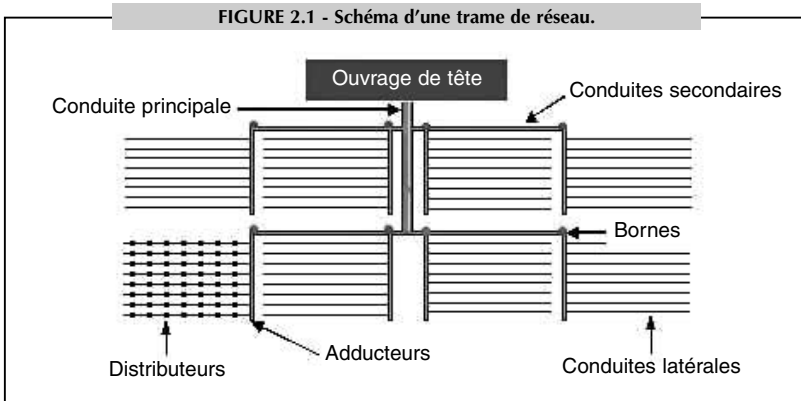 FIGURE 2.1 - Schéma d'une trame de réseau.
Ouvrage de tête
Conduite principale
Conduites secondaires
Bornes
Adducteurs
Distributeurs
Conduites latérales